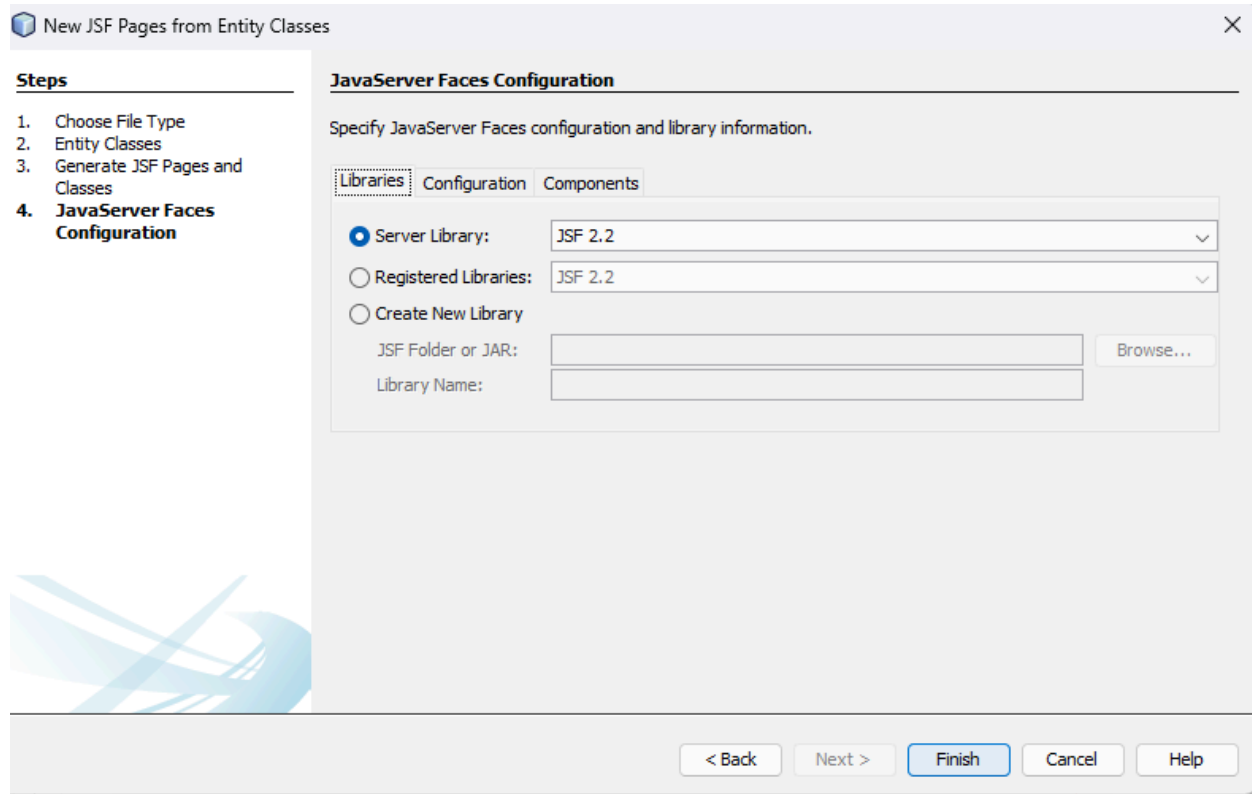 New JSF Pages from Entity Classes
Steps
1. Choose File Type
2. Entity Classes
3. Generate JSF Pages and
Classes
4. JavaServer Faces
Configuration
JavaServer Faces Configuration
Specify JavaServer Faces configuration and library information.
Libraries Configuration Components
Server Library: JSF 2.2
Registered Libraries: JSF 2.2
Create New Library
JSF Folder or JAR: Browse...
Library Name:
< Back Next > Finish Cancel Help